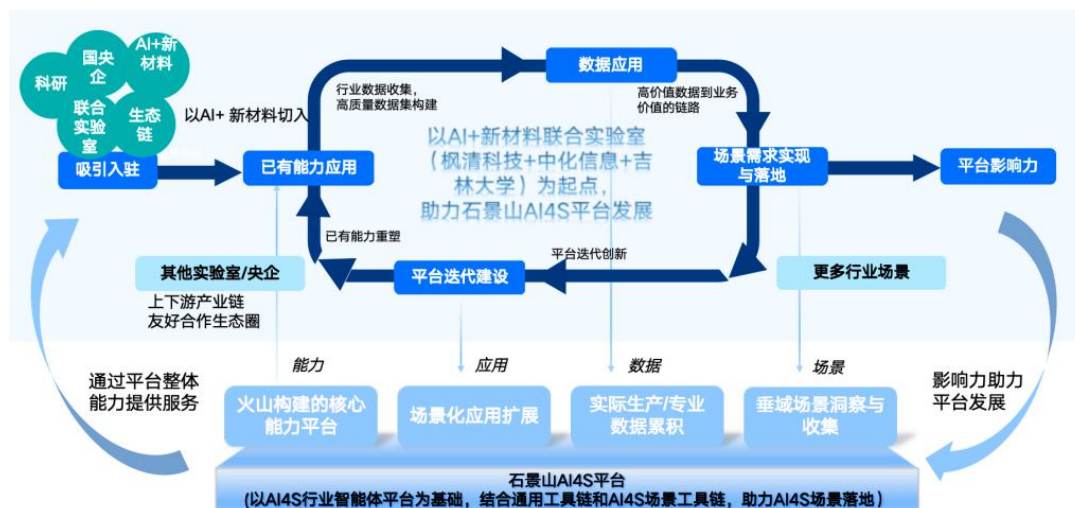 科研
国央
企
AI+新
材料
联合
实验
室
生态
链
吸引入驻
以AI+ 新材料切入
已有能力应用
行业数据收集，
高质量数据集构建
数据应用
高价值数据到业务
价值的链路
以AI+新材料联合实验室
（枫清科技+中化信息+吉
林大学）为起点，
助力石景山AI4S平台发展
场景需求实现
与落地
平台影响力
已有能力重塑
平台迭代建设
平台迭代创新
其他实验室/央企
上下游产业链
友好合作生态圈
更多行业场景
通过平台整体
能力提供服务
能力
应用
数据
场景
影响力助力
平台发展
火山构建的核心
能力平台
场景化应用扩展
实际生产/专业
数据累积
垂域场景洞察与
收集
石景山AI4S平台
(以AI4S行业智能体平台为基础，结合通用工具链和AI4S场景工具链，助力AI4S场景落地）